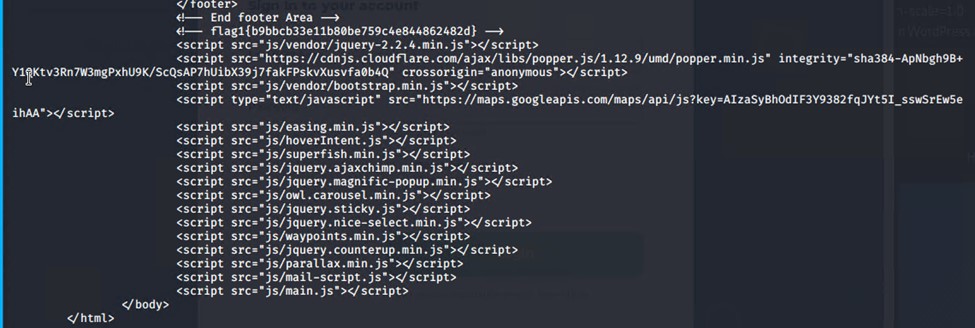 </footer>
<!-- End footer Area -->
<!-- flag1{b9bbcb33e11b80be759c4e844862482d} -->
<script src="js/vendor/jquery-2.2.4.min.js"></script>
<script src="https://cdnjs.cloudflare.com/ajax/libs/popper.js/1.12.9/umd/popper.min.js" integrity="sha384-ApNbgh9B+
Y1QKtv3Rn7W3mgPxhU9K/ScQsAP7hUibX39j7fakFPskvXusvfa0b4Q" crossorigin="anonymous"></script>
<script src="js/vendor/bootstrap.min.js"></script>
<script type="text/javascript" src="https://maps.googleapis.com/maps/api/js?key=AIzaSyBhOdIF3Y9382fqJYt5I_sswSrEw5e
ihAA"></script>
<script src="js/easing.min.js"></script>
<script src="js/hoverIntent.js"></script>
<script src="js/superfish.min.js"></script>
<script src="js/jquery.ajaxchimp.min.js"></script>
<script src="js/jquery.magnific-popup.min.js"></script>
<script src="js/owl.carousel.min.js"></script>
<script src="js/jquery.sticky.js"></script>
<script src="js/jquery.nice-select.min.js"></script>
<script src="js/waypoints.min.js"></script>
<script src="js/jquery.counterup.min.js"></script>
<script src="js/parallax.min.js"></script>
<script src="js/mail-script.js"></script>
<script src="js/main.js"></script>
</body>
</html>